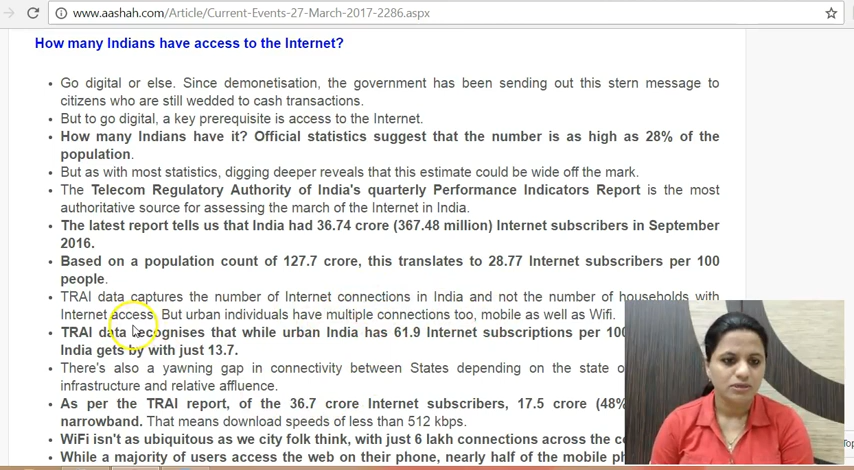 www.aashah.com/Article/Current-Events-27-March-2017-2286.aspx
How many Indians have access to the Internet?
Go digital or else. Since demonetisation, the government has been sending out this stern message to
citizens who are still wedded to cash transactions.
But to go digital, a key prerequisite is access to the Internet.
How many Indians have it? Official statistics suggest that the number is as high as 28% of the
population.
But as with most statistics, digging deeper reveals that this estimate could be wide off the mark.
The Telecom Regulatory Authority of India's quarterly Performance Indicators Report is the most
authoritative source for assessing the march of the Internet in India.
The latest report tells us that India had 36.74 crore (367.48 million) Internet subscribers in September
2016.
Based on a population count of 127.7 crore, this translates to 28.77 Internet subscribers per 100
people.
TRAI data captures the number of Internet connections in India and not the number of households with
Internet access. But urban individuals have multiple connections too, mobile as well as Wifi.
TRAI data recognises that while urban India has 61.9 Internet subscriptions per 100
India gets by with just 13.7.
There's also a yawning gap in connectivity between States depending on the state o
infrastructure and relative affluence.
As per the TRAI report, of the 36.7 crore Internet subscribers, 17.5 crore (48%
narrowband. That means download speeds of less than 512 kbps.
WiFi isn't as ubiquitous as we city folk think, with just 6 lakh connections across the c
While a majority of users access the web on their phone, nearly half of the mobile ph
Top